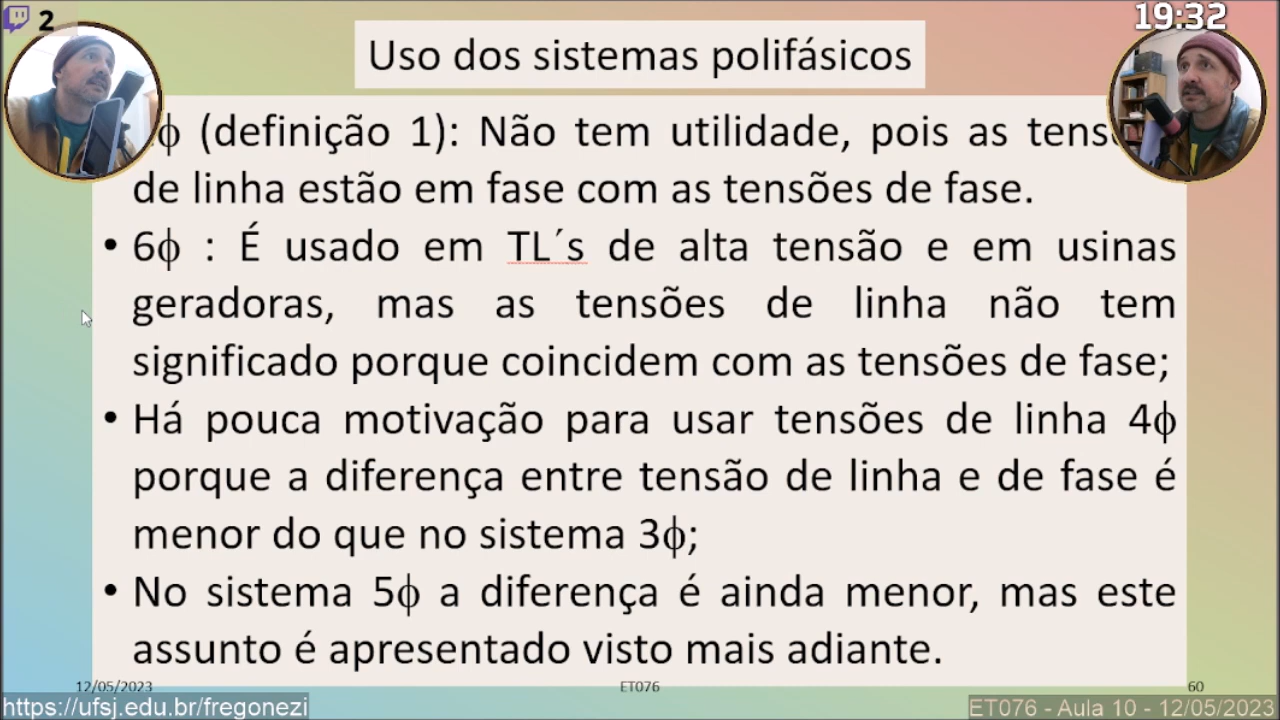 2
19:32
Uso dos sistemas polifásicos
ϕ (definição 1): Não tem utilidade, pois as
de linha estão em fase com as tensões de fase.
• 6ϕ : É usado em TL´s de alta tensão e em usinas
geradoras, mas as tensões de linha não tem
significado porque coincidem com as tensões de fase;
• Há pouca motivação para usar tensões de linha 4ϕ
porque a diferença entre tensão de linha e de fase é
menor do que no sistema 3ϕ;
• No sistema 5ϕ a diferença é ainda menor, mas este
assunto é apresentado visto mais adiante.
12/05/2023
ET076
60
https://ufsj.edu.br/fregonezi
ET076 - Aula 10 - 12/05/2023